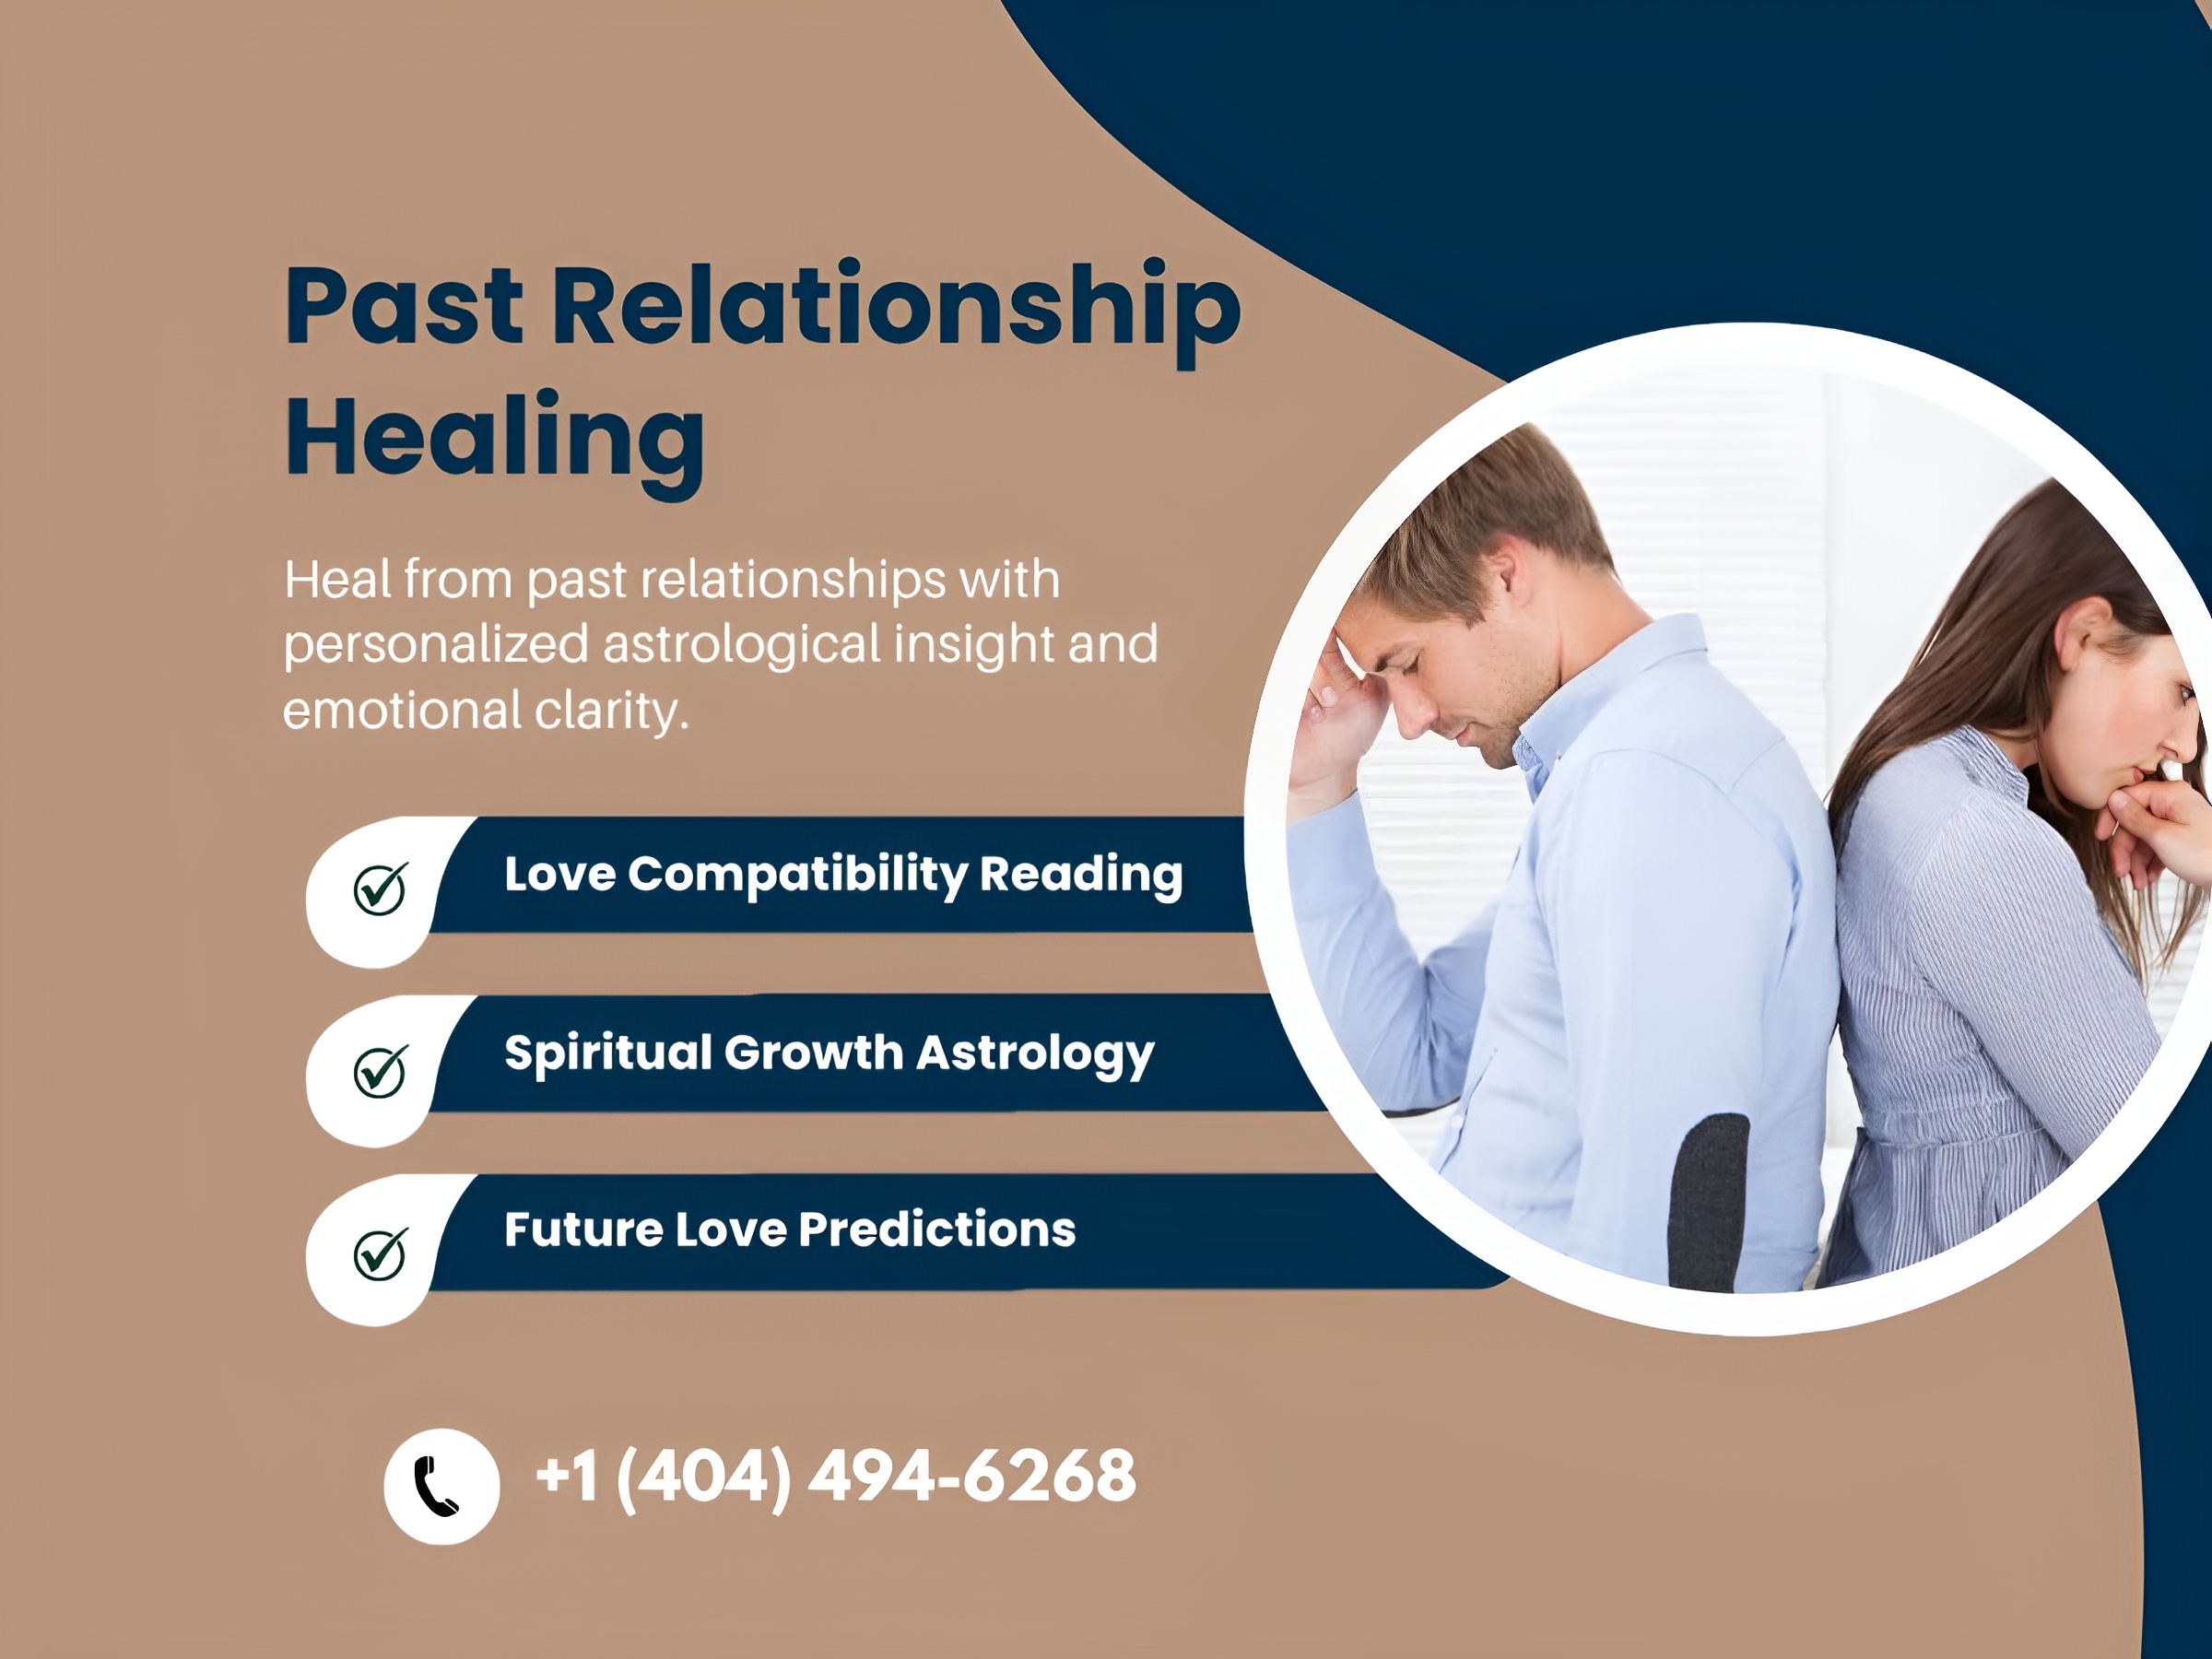 Past Relationship
Healing
Heal from past relationships with
personalized astrological insight and
emotional clarity.
Love Compatibility Reading
Spiritual Growth Astrology
Future Love Predictions
+1 (404) 494-6268